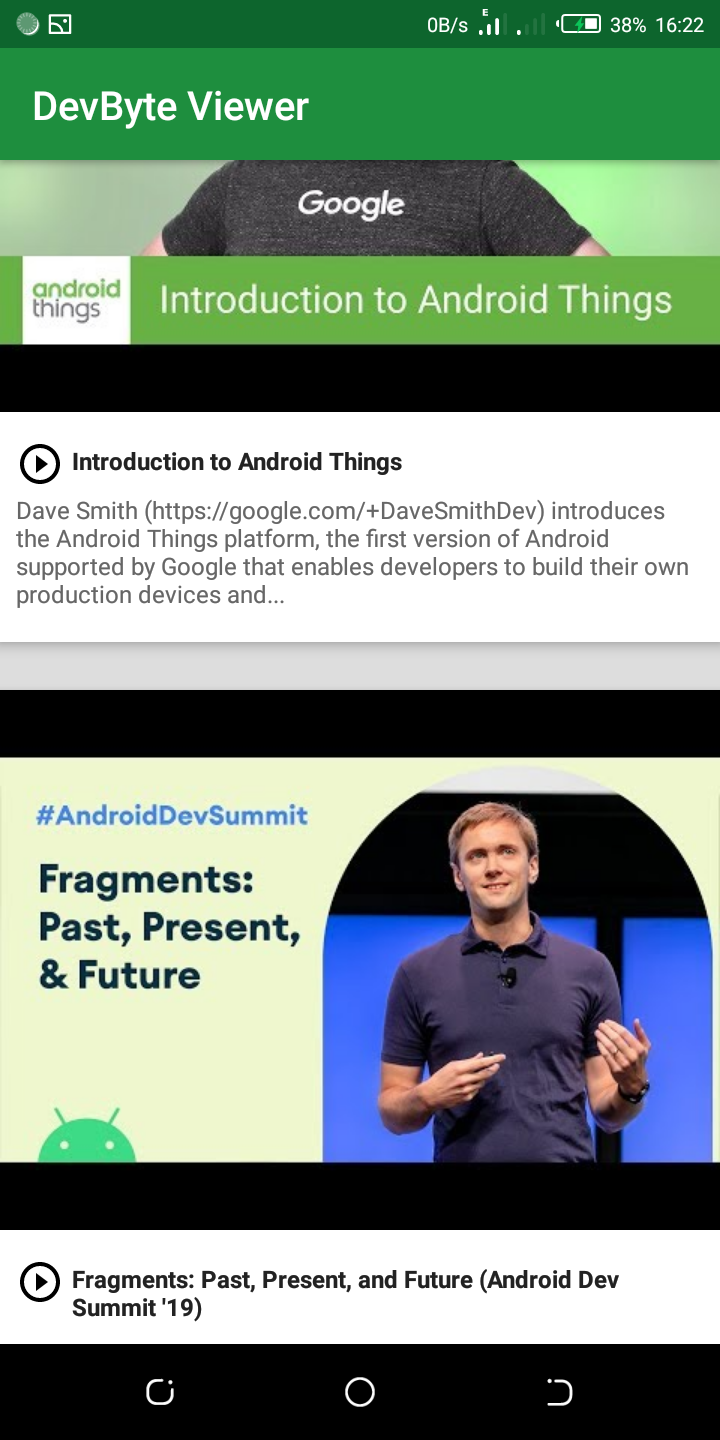 0B/s E 38% 16:22
DevByte Viewer
Google
android
things
Introduction to Android Things
Introduction to Android Things
Dave Smith (https://google.com/+DaveSmithDev) introduces
the Android Things platform, the first version of Android
supported by Google that enables developers to build their own
production devices and...
#AndroidDevSummit
Fragments:
Past, Present,
& Future
Fragments: Past, Present, and Future (Android Dev
Summit '19)